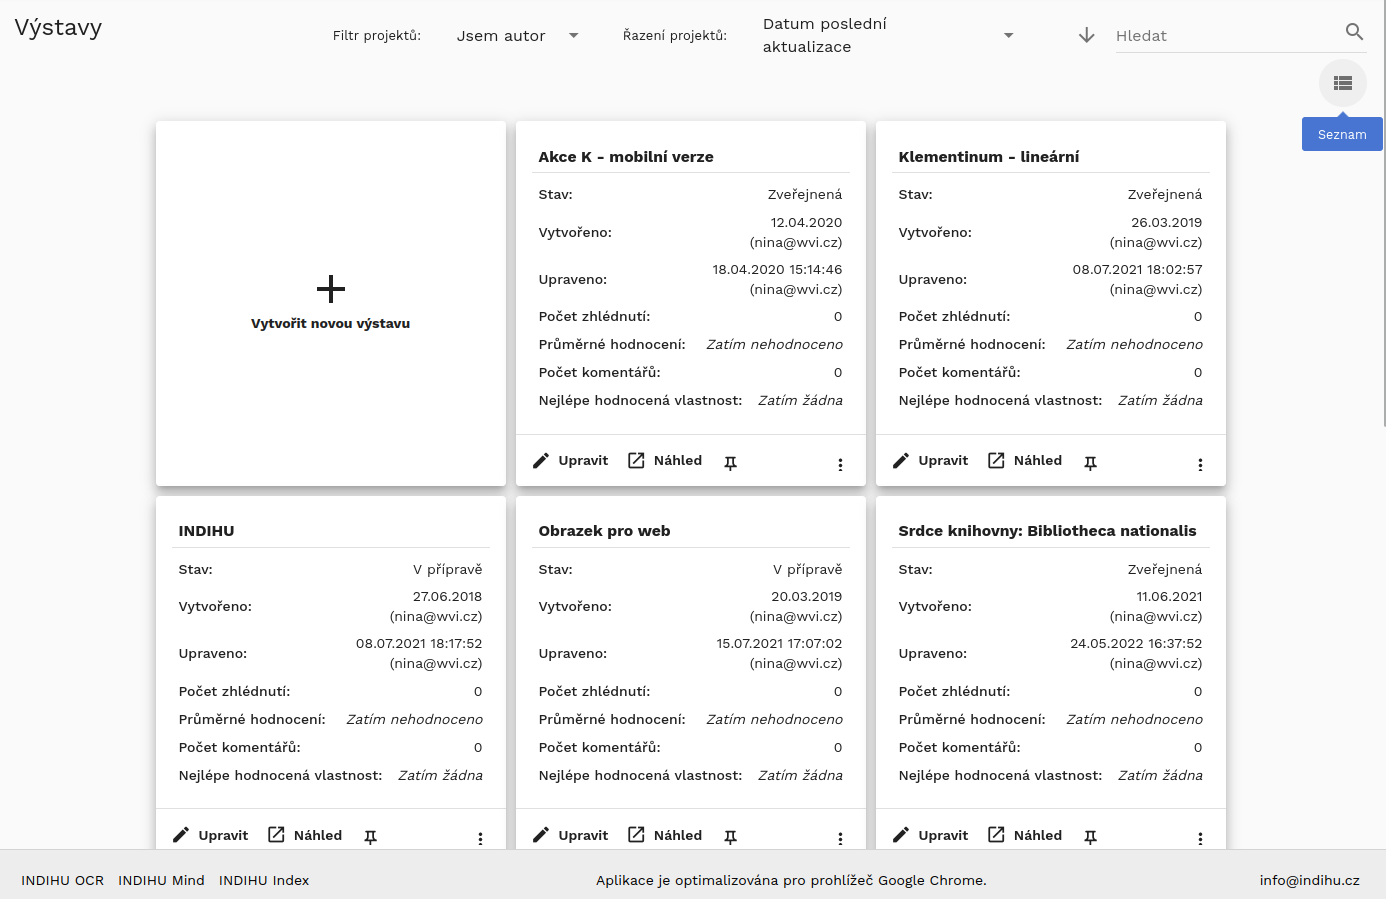 Výstavy
Filtr projektů:
Jsem autor
Řazení projektů:
Datum poslední
aktualizace
Hledat
Seznam
Vytvořit novou výstavu
Akce K - mobilní verze
Stav:
Zveřejnená
Vytvořeno:
12.04.2020
(nina@wvi.cz)
Upraveno:
18.04.2020 15:14:46
(nina@wvi.cz)
Počet zhlédnutí:
0
Průměrné hodnocení:
Zatím nehodnoceno
Počet komentářů:
0
Nejlépe hodnocená vlastnost:
Zatím žádna
Upravit
Náhled
Klementinum - lineární
Stav:
Zveřejnená
Vytvořeno:
26.03.2019
(nina@wvi.cz)
Upraveno:
08.07.2021 18:02:57
(nina@wvi.cz)
Počet zhlédnutí:
0
Průměrné hodnocení:
Zatím nehodnoceno
Počet komentářů:
0
Nejlépe hodnocená vlastnost:
Zatím žádna
Upravit
Náhled
INDIHU
Stav:
V přípravě
Vytvořeno:
27.06.2018
(nina@wvi.cz)
Upraveno:
08.07.2021 18:17:52
(nina@wvi.cz)
Počet zhlédnutí:
0
Průměrné hodnocení:
Zatím nehodnoceno
Počet komentářů:
0
Nejlépe hodnocená vlastnost:
Zatím žádna
Upravit
Náhled
Obrazek pro web
Stav:
V přípravě
Vytvořeno:
20.03.2019
(nina@wvi.cz)
Upraveno:
15.07.2021 17:07:02
(nina@wvi.cz)
Počet zhlédnutí:
0
Průměrné hodnocení:
Zatím nehodnoceno
Počet komentářů:
0
Nejlépe hodnocená vlastnost:
Zatím žádna
Upravit
Náhled
Srdce knihovny: Bibliotheca nationalis
Stav:
Zveřejnená
Vytvořeno:
11.06.2021
(nina@wvi.cz)
Upraveno:
24.05.2022 16:37:52
(nina@wvi.cz)
Počet zhlédnutí:
0
Průměrné hodnocení:
Zatím nehodnoceno
Počet komentářů:
0
Nejlépe hodnocená vlastnost:
Zatím žádna
Upravit
Náhled
INDIHU OCR
INDIHU Mind
INDIHU Index
Aplikace je optimalizována pro prohlížeč Google Chrome.
info@indihu.cz